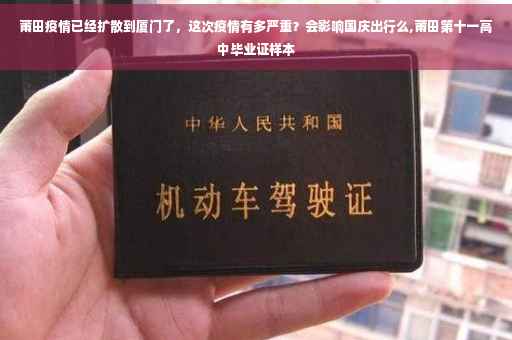 莆田疫情已经扩散到厦门了，这次疫情有多严重？会影响国庆出行么,莆田第十一高
中毕业证样本
中华人民共和国
机动车驾驶证